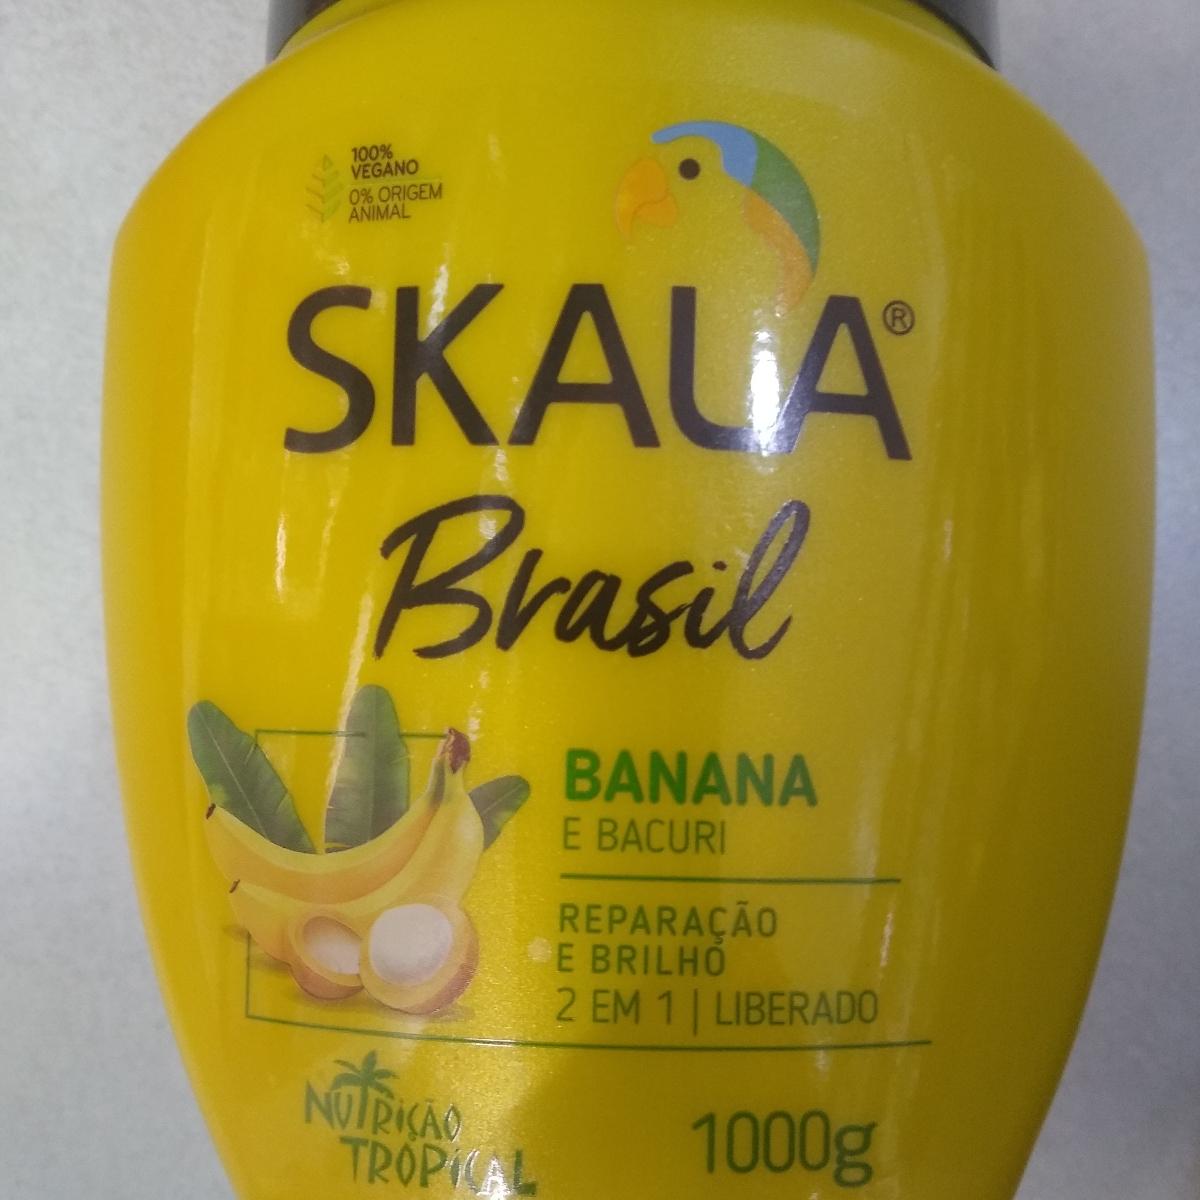 100%
VEGANO
0% ORIGEM
ANIMAL
SKALA®
Brasil
BANANA
E BACURI
REPARAÇÃO
E BRILHO
2 EM 1 | LIBERADO
NUTRIÇÃO
TROPICAL
1000g